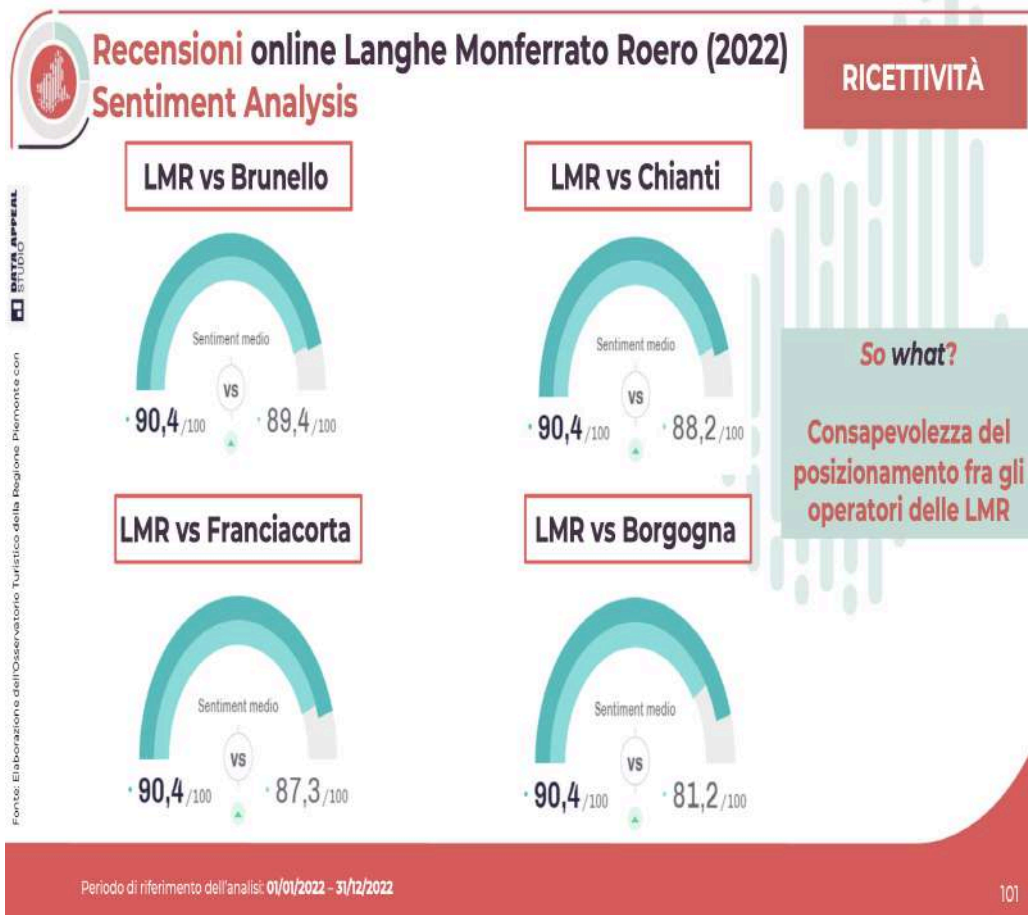 Recensioni online Langhe Monferrato Roero (2022)
Sentiment Analysis
RICETTIVITÀ
LMR vs Brunello
Sentiment medio
VS
90,4/100
89,4/100
LMR vs Chianti
Sentiment medio
VS
90,4/100
88,2/100
LMR vs Franciacorta
Sentiment medio
VS
90,4/100
87,3/100
LMR vs Borgogna
Sentiment medio
VS
90,4/100
81,2/100
So what?
Consapevolezza del
posizionamento fra gli
operatori delle LMR
Fonte: Elaborazione dell'Osservatorio Turistico della Regione Piemonte con
DATA APPEAL
STUDIO
Periodo di riferimento dell'analisi: 01/01/2022 – 31/12/2022
101